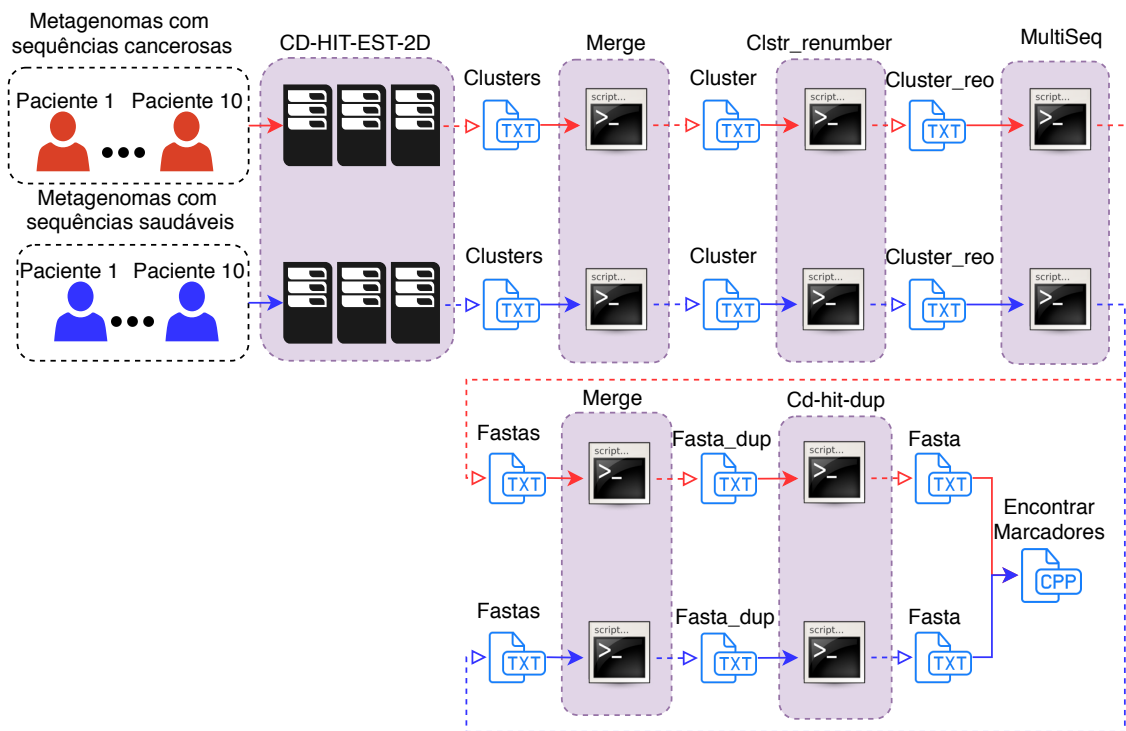 Metagenomas com
sequências cancerosas
CD-HIT-EST-2D
Merge
Clstr_renumber
MultiSeq
Paciente 1
Paciente 10
Clusters
TXT
script...
>_
Cluster
TXT
script...
>_
Cluster_reo
TXT
script...
>_
Metagenomas com
sequências saudáveis
Paciente 1
Paciente 10
Clusters
TXT
script...
>_
Cluster
TXT
script...
>_
Cluster_reo
TXT
script...
>_
Merge
Cd-hit-dup
Fastas
TXT
script...
>_
Fasta_dup
TXT
script...
>_
Fasta
TXT
Encontrar
Marcadores
CPP
Fastas
TXT
script...
>_
Fasta_dup
TXT
script...
>_
Fasta
TXT